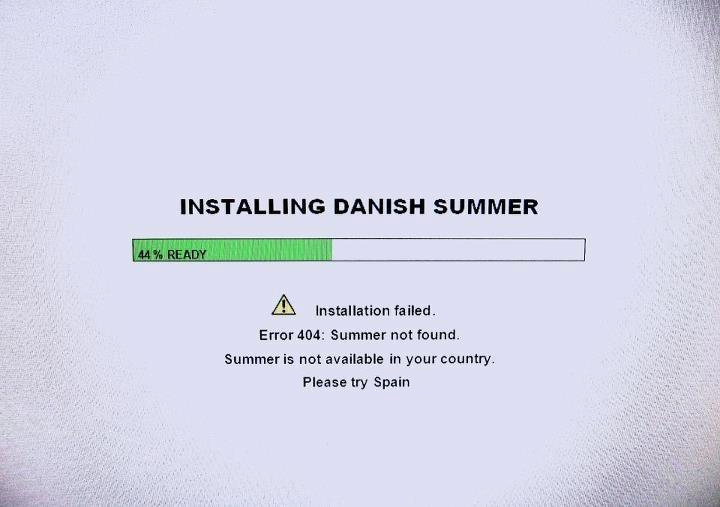 INSTALLING DANISH SUMMER
44% READY
Installation failed.
Error 404: Summer not found.
Summer is not available in your country.
Please try Spain